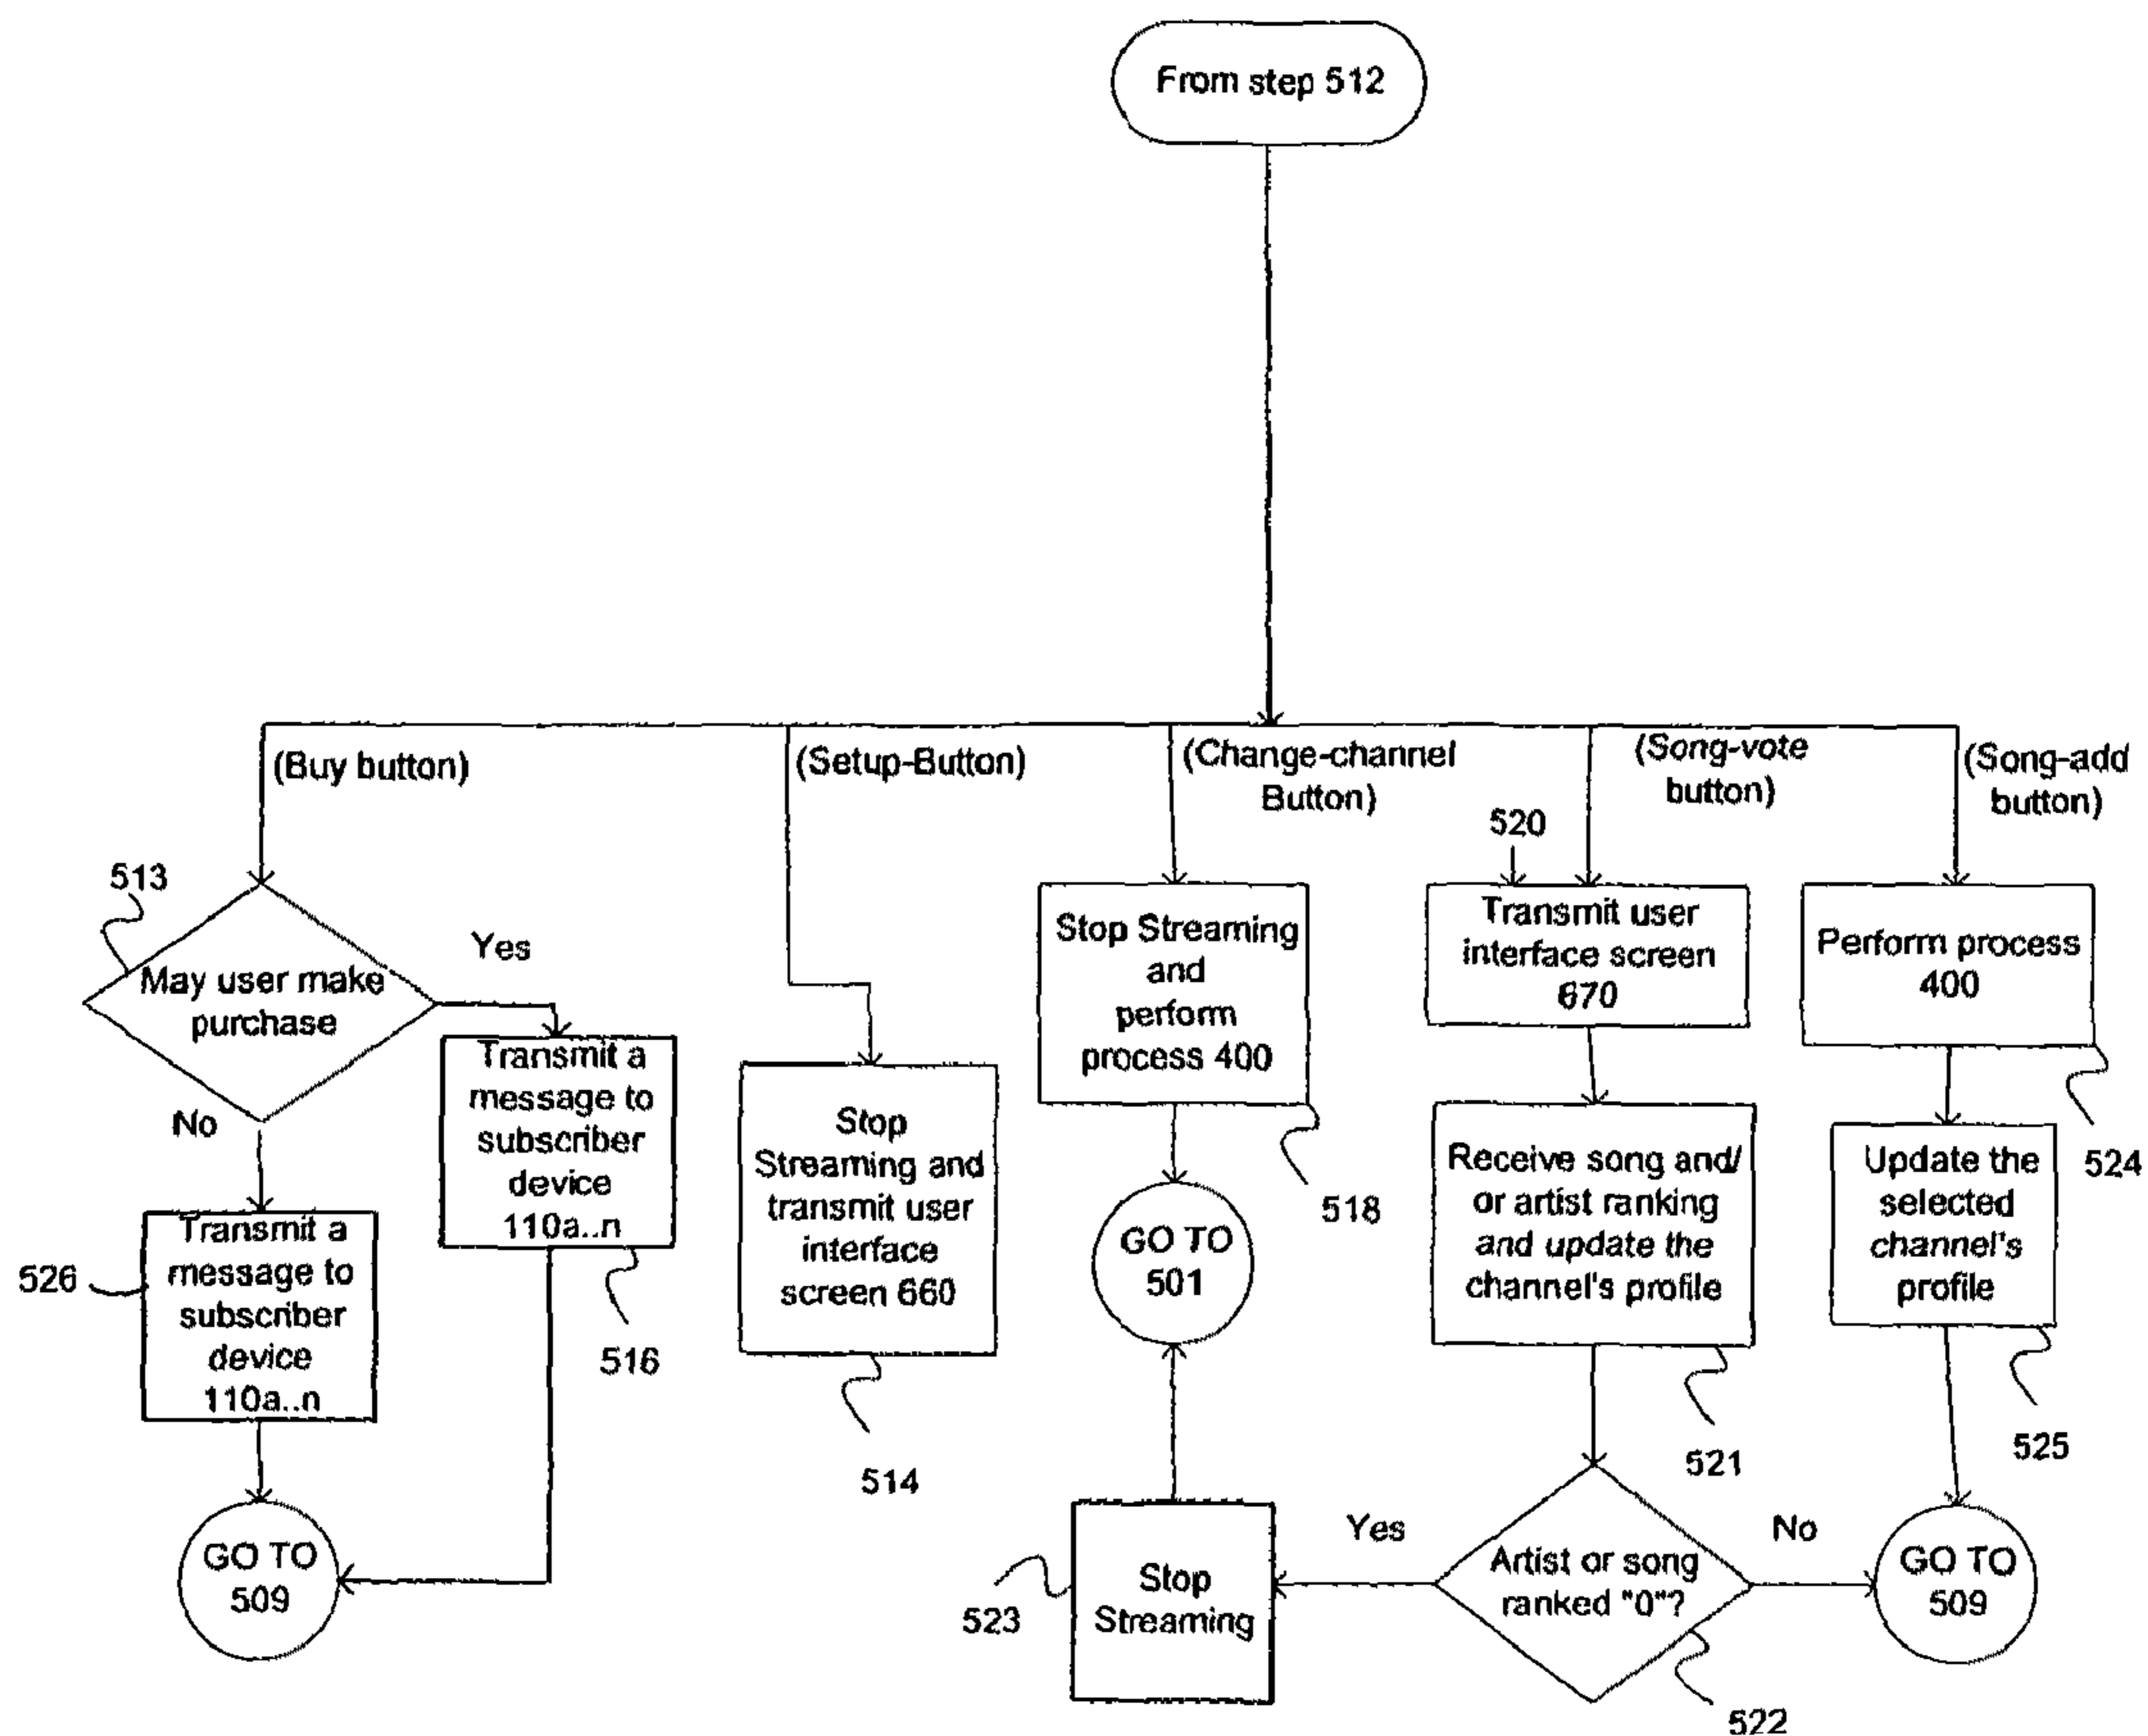 From step 512
(Buy button)
(Setup-Button)
(Change-channel
Button)
(Song-vote
button)
(Song-add
button)
513
May user make
purchase
Yes
No
Transmit a
message to
subscriber
device
110a..n
516
526
Transmit a
message to
subscriber
device
110a..n
GO TO
509
Stop
Streaming and
transmit user
interface
screen 660
514
Stop Streaming
and
perform
process 400
518
GO TO
501
520
Transmit user
interface screen
670
Receive song and/
or artist ranking
and update the
channel's profile
521
Artist or song
ranked "0"?
522
Yes
No
Stop
Streaming
523
Perform process
400
524
Update the
selected
channel's
profile
525
GO TO
509